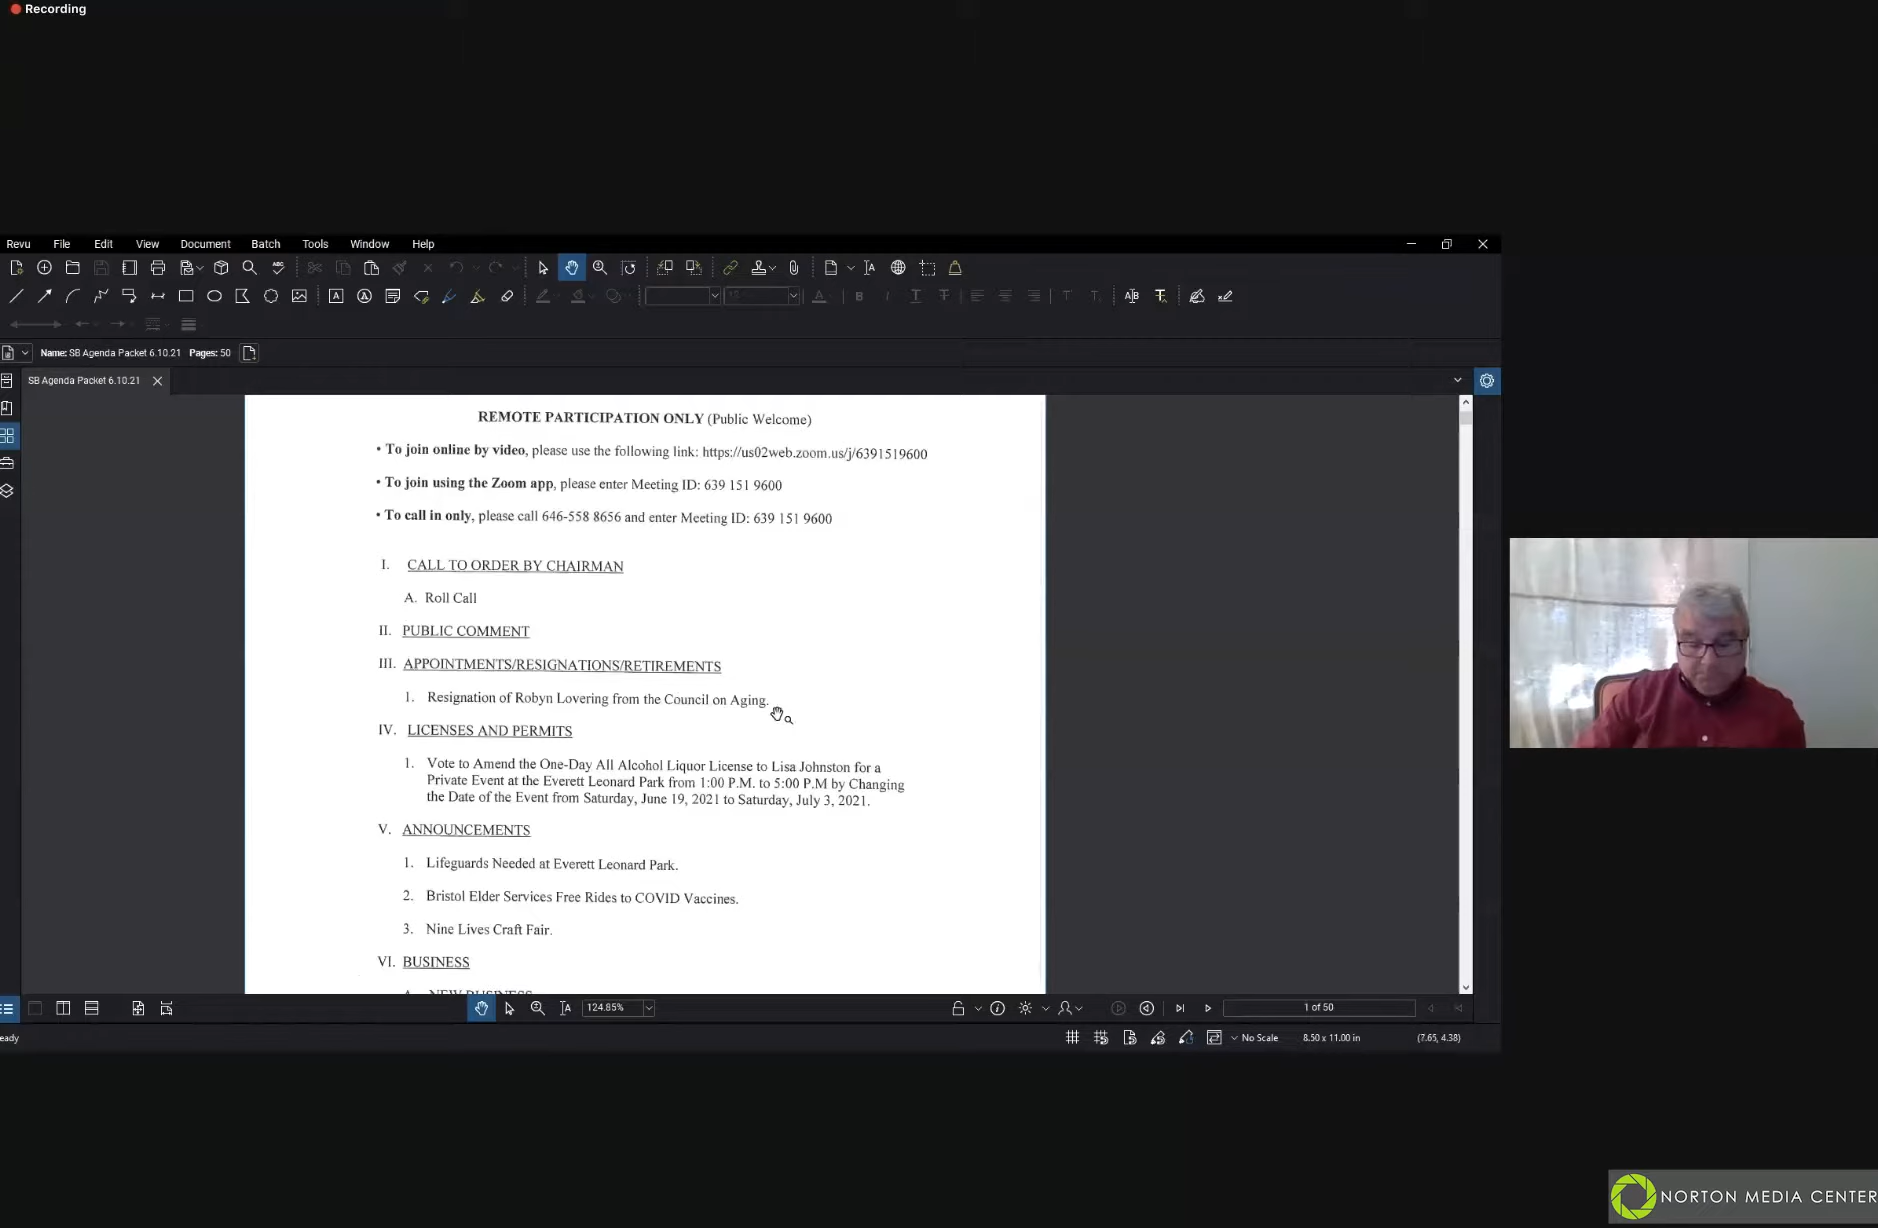 Recording
Revu File Edit View Document Batch Tools Window Help
Name: SB Agenda Packet 6.10.21 Pages: 50
SB Agenda Packet 6.10.21
REMOTE PARTICIPATION ONLY (Public Welcome)
• To join online by video, please use the following link: https://us02web.zoom.us/j/6391519600
• To join using the Zoom app, please enter Meeting ID: 639 151 9600
• To call in only, please call 646-558 8656 and enter Meeting ID: 639 151 9600
I. CALL TO ORDER BY CHAIRMAN
A. Roll Call
II. PUBLIC COMMENT
III. APPOINTMENTS/RESIGNATIONS/RETIREMENTS
1. Resignation of Robyn Lovering from the Council on Aging.
IV. LICENSES AND PERMITS
1. Vote to Amend the One-Day All Alcohol Liquor License to Lisa Johnston for a
Private Event at the Everett Leonard Park from 1:00 P.M. to 5:00 P.M by Changing
the Date of the Event from Saturday, June 19, 2021 to Saturday, July 3, 2021.
V. ANNOUNCEMENTS
1. Lifeguards Needed at Everett Leonard Park.
2. Bristol Elder Services Free Rides to COVID Vaccines.
3. Nine Lives Craft Fair.
VI. BUSINESS
A. NEW BUSINESS
124.85% 1 of 50
eady No Scale 8.50 x 11.00 in (7.65, 4.38)
NORTON MEDIA CENTER